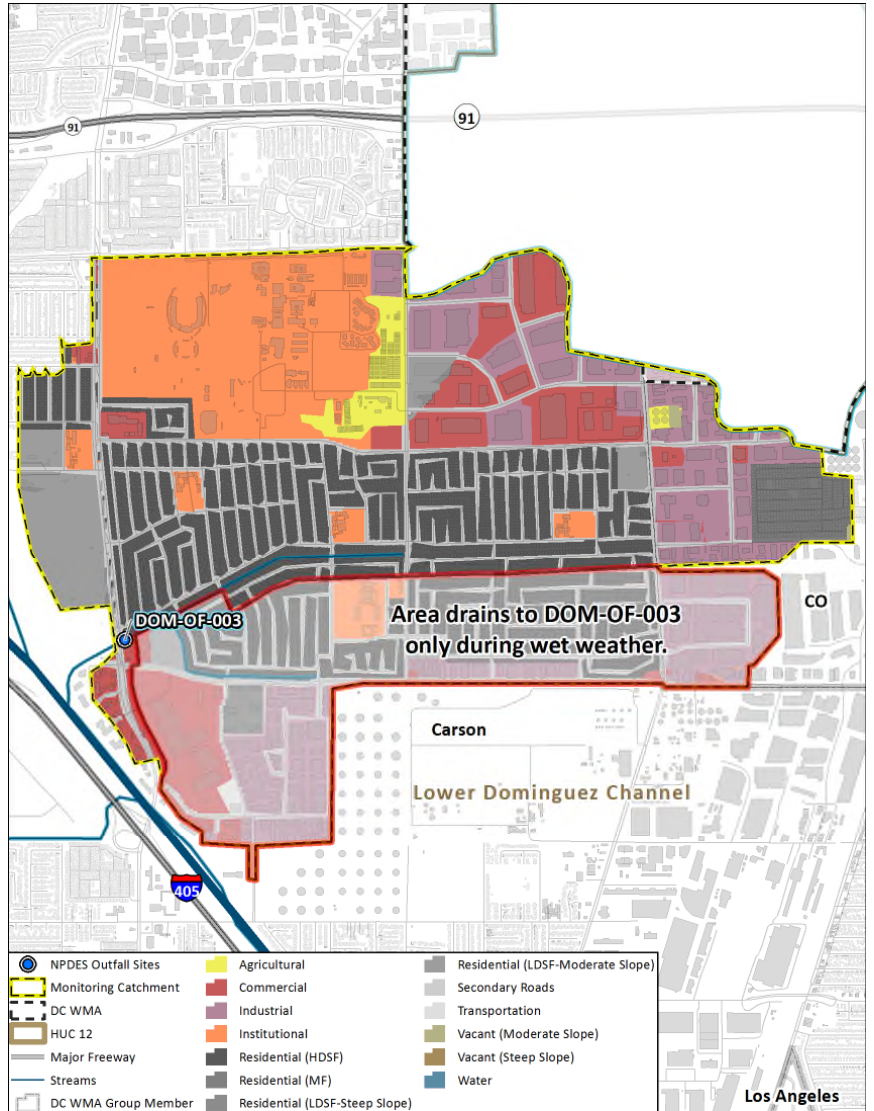 91
91
DOM-OF-003
Area drains to DOM-OF-003
only during wet weather.
CO
Carson
Lower Dominguez Channel
405
NPDES Outfall Sites
Monitoring Catchment
DC WMA
HUC 12
Major Freeway
Streams
DC WMA Group Member
Agricultural
Commercial
Industrial
Institutional
Residential (HDSF)
Residential (MF)
Residential (LDSF-Steep Slope)
Residential (LDSF-Moderate Slope)
Secondary Roads
Transportation
Vacant (Moderate Slope)
Vacant (Steep Slope)
Water
Los Angeles